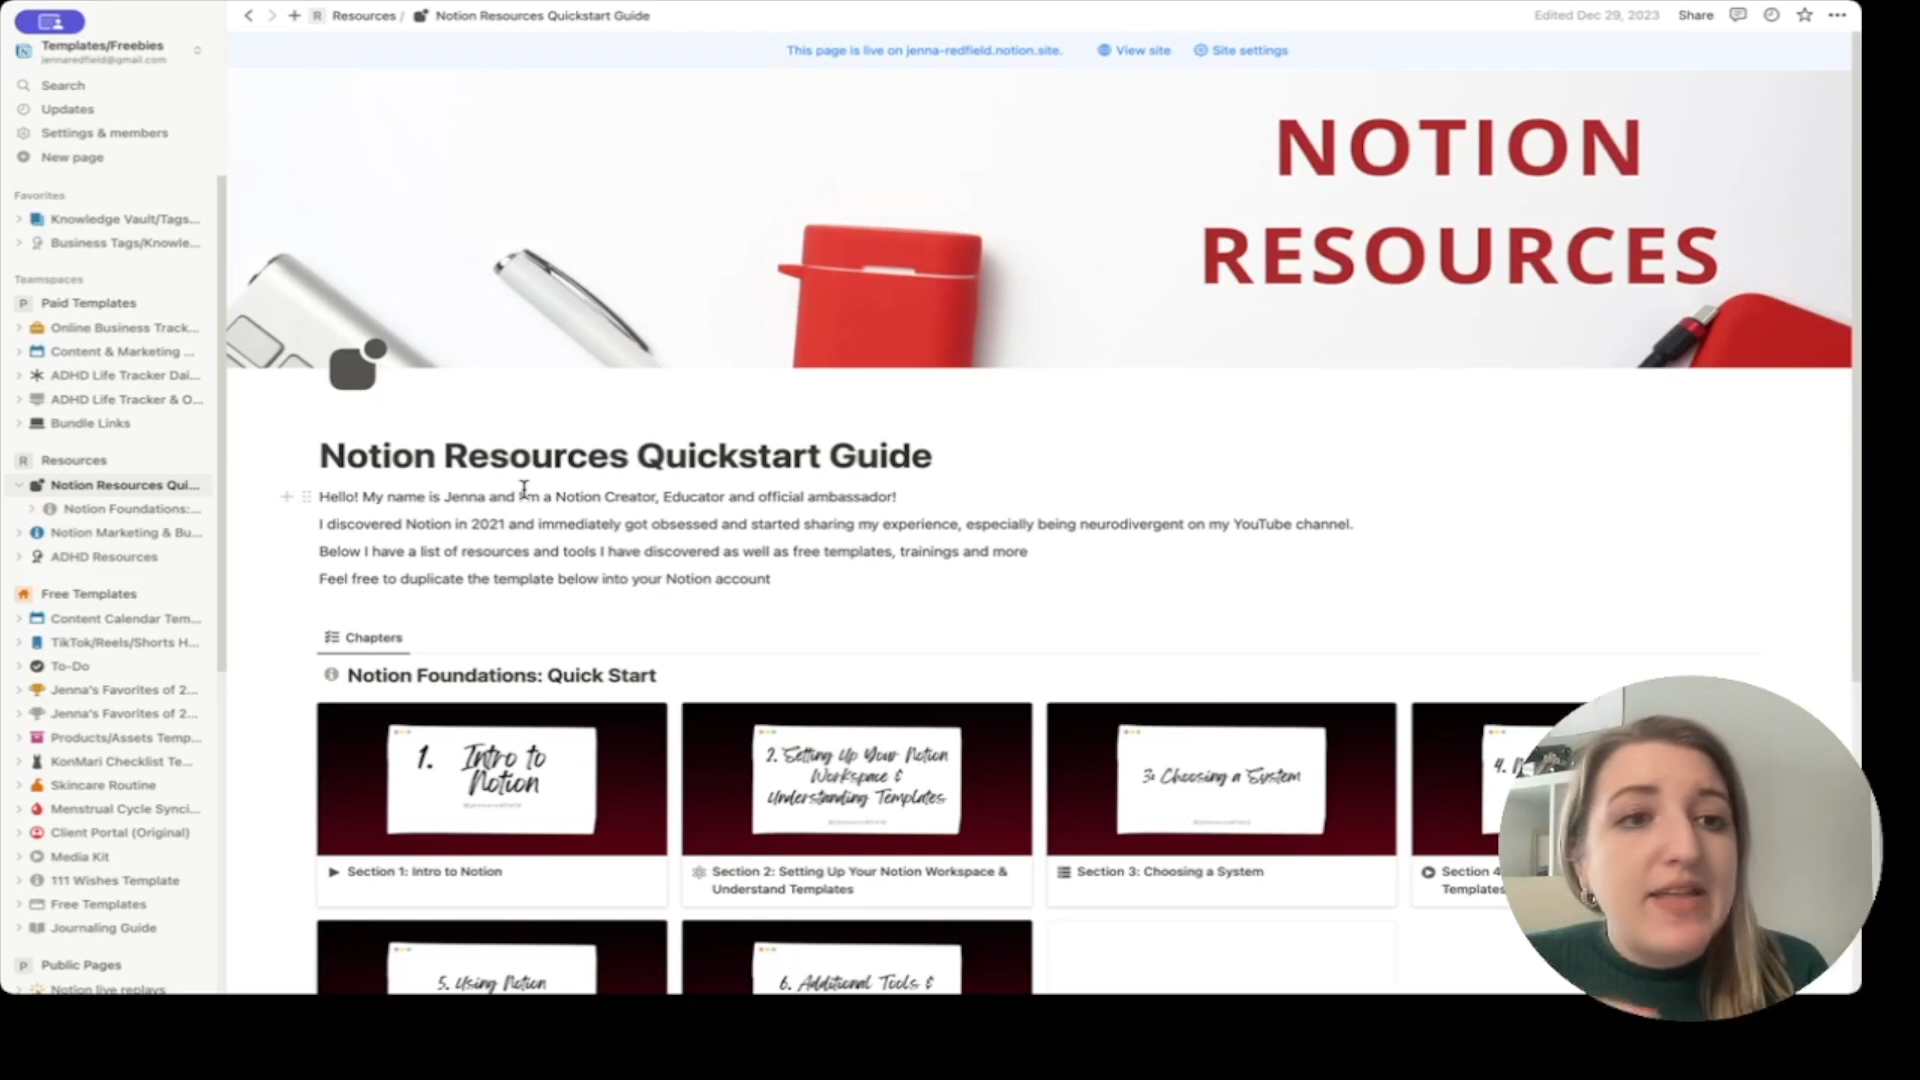 Resources / Notion Resources Quickstart Guide
Edited Dec 29, 2023 Share
Templates/Freebies
jennaredfield@gmail.com
This page is live on jenna-redfield.notion.site. View site Site settings
Search
Updates
Settings & members
New page
Favorites
Knowledge Vault/Tags...
Business Tags/Knowle...
Teamspaces
Paid Templates
Online Business Track...
Content & Marketing ...
ADHD Life Tracker Dai...
ADHD Life Tracker & O...
Bundle Links
Resources
Notion Resources Qui...
Notion Foundations:...
Notion Marketing & Bu...
ADHD Resources
Free Templates
Content Calendar Tem...
TikTok/Reels/Shorts H...
To-Do
Jenna's Favorites of 2...
Jenna's Favorites of 2...
Products/Assets Temp...
KonMari Checklist Te...
Skincare Routine
Menstrual Cycle Synci...
Client Portal (Original)
Media Kit
111 Wishes Template
Free Templates
Journaling Guide
Public Pages
Notion live replays
NOTION
RESOURCES
Notion Resources Quickstart Guide
Hello! My name is Jenna and I'm a Notion Creator, Educator and official ambassador!
I discovered Notion in 2021 and immediately got obsessed and started sharing my experience, especially being neurodivergent on my YouTube channel.
Below I have a list of resources and tools I have discovered as well as free templates, trainings and more
Feel free to duplicate the template below into your Notion account
Chapters
Notion Foundations: Quick Start
1. Intro to
Notion
2. Setting Up Your Notion
Workspace &
Understanding Templates
3: Choosing a System
4.
Section 1: Intro to Notion
Section 2: Setting Up Your Notion Workspace &
Understand Templates
Section 3: Choosing a System
Section 4
Templates
5. Using Notion
6. Additional Tools &